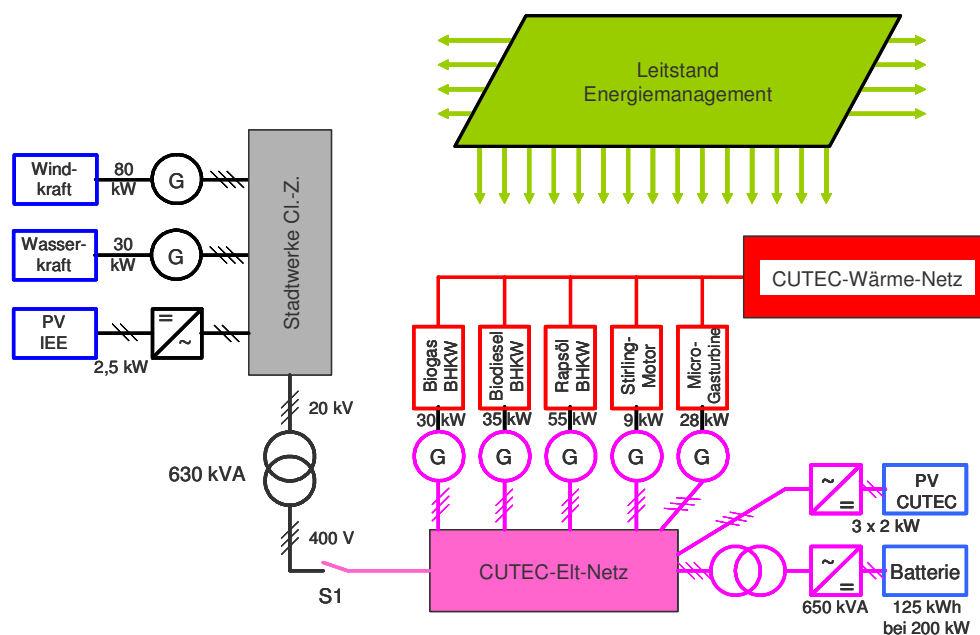 Leitstand
Energiemanagement
Wind-
kraft
80
kW
G
Stadtwerke Cl.-Z.
Wasser-
kraft
30
kW
G
PV
IEE
2,5 kW
=
~
CUTEC-Wärme-Netz
Biogas
BHKW
Biodiesel
BHKW
Rapsöl
BHKW
Stirling-
Motor
Micro-
Gasturbine
30 kW
35 kW
55 kW
9 kW
28 kW
G
G
G
G
G
20 kV
630 kVA
400 V
S1
CUTEC-Elt-Netz
~
=
PV
CUTEC
3 x 2 kW
~
=
Batterie
650 kVA
125 kWh
bei 200 kW